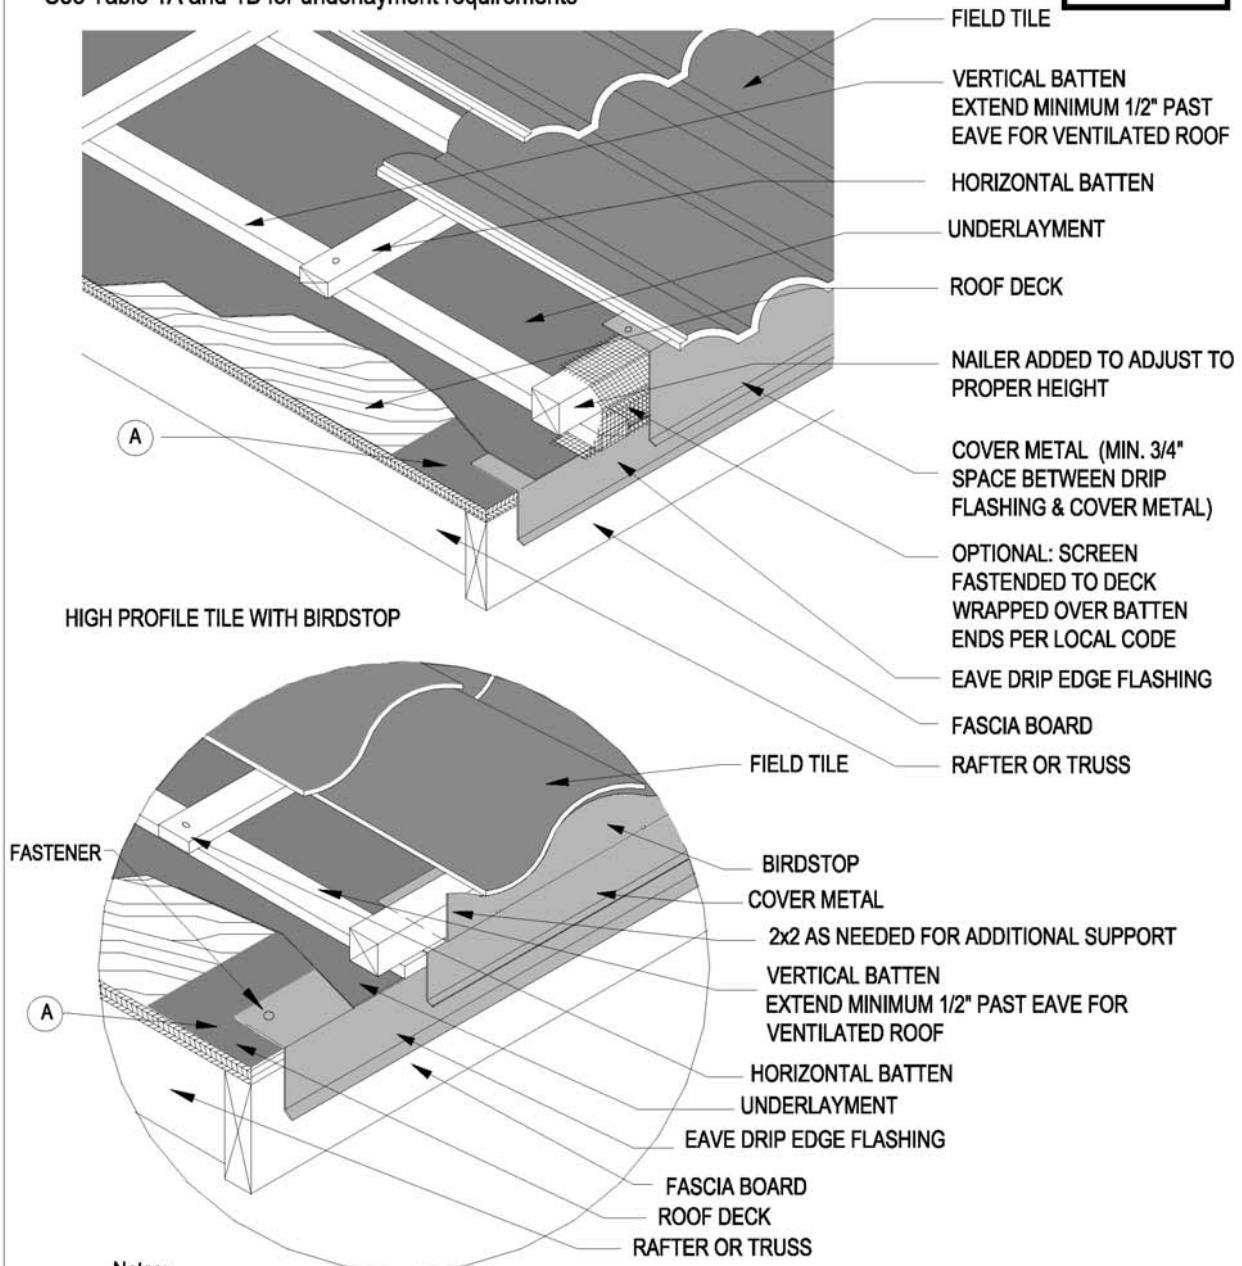 See Table 1A and 1B for underlayment requirements
FIELD TILE
VERTICAL BATTEN
EXTEND MINIMUM 1/2" PAST
EAVE FOR VENTILATED ROOF
HORIZONTAL BATTEN
UNDERLAYMENT
ROOF DECK
NAILER ADDED TO ADJUST TO
PROPER HEIGHT
A
COVER METAL (MIN. 3/4"
SPACE BETWEEN DRIP
FLASHING & COVER METAL)
OPTIONAL: SCREEN
FASTENDED TO DECK
WRAPPED OVER BATTEN
ENDS PER LOCAL CODE
HIGH PROFILE TILE WITH BIRDSTOP
EAVE DRIP EDGE FLASHING
FASCIA BOARD
RAFTER OR TRUSS
FIELD TILE
FASTENER
BIRDSTOP
COVER METAL
2x2 AS NEEDED FOR ADDITIONAL SUPPORT
VERTICAL BATTEN
EXTEND MINIMUM 1/2" PAST EAVE FOR
VENTILATED ROOF
A
HORIZONTAL BATTEN
UNDERLAYMENT
EAVE DRIP EDGE FLASHING
FASCIA BOARD
ROOF DECK
RAFTER OR TRUSS
Notes: